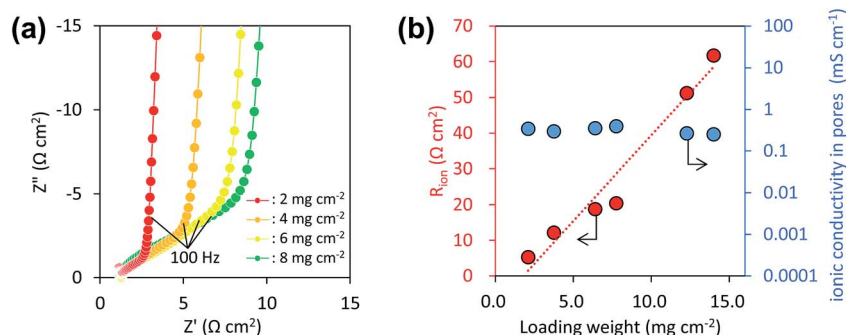 (a)
-15
-10
-5
0
Z'' (Ω cm²)
0 5 10 15
Z' (Ω cm²)
100 Hz
: 2 mg cm⁻²
: 4 mg cm⁻²
: 6 mg cm⁻²
: 8 mg cm⁻²
(b)
70
60
50
40
30
20
10
0
R_ion (Ω cm²)
0.0 5.0 10.0 15.0
Loading weight (mg cm⁻²)
100
10
1
0.1
0.01
0.001
0.0001
ionic conductivity in pores (mS cm⁻¹)